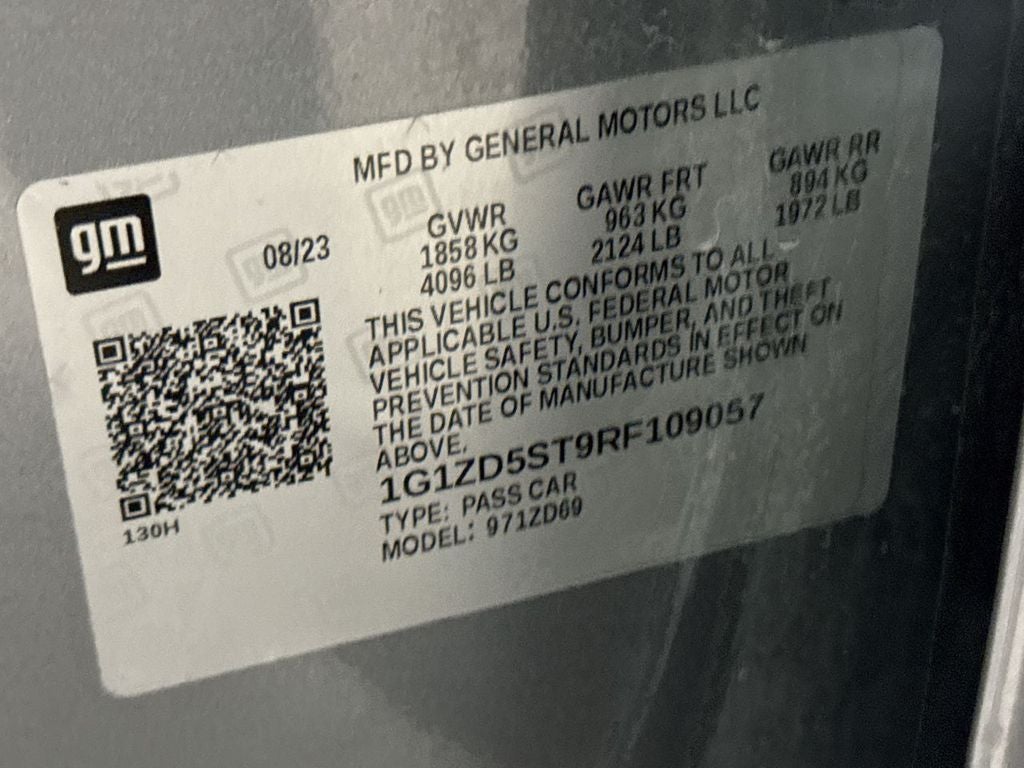 MFD BY GENERAL MOTORS LLC
gm
08/23
GVWR
1858 KG
4096 LB
GAWR FRT
963 KG
2124 LB
GAWR RR
894 KG
1972 LB
THIS VEHICLE CONFORMS TO ALL
APPLICABLE U.S. FEDERAL MOTOR
VEHICLE SAFETY, BUMPER, AND THEFT
PREVENTION STANDARDS IN EFFECT ON
THE DATE OF MANUFACTURE SHOWN
ABOVE.
1G1ZD5ST9RF109057
TYPE: PASS CAR
MODEL: 971ZD69
130H